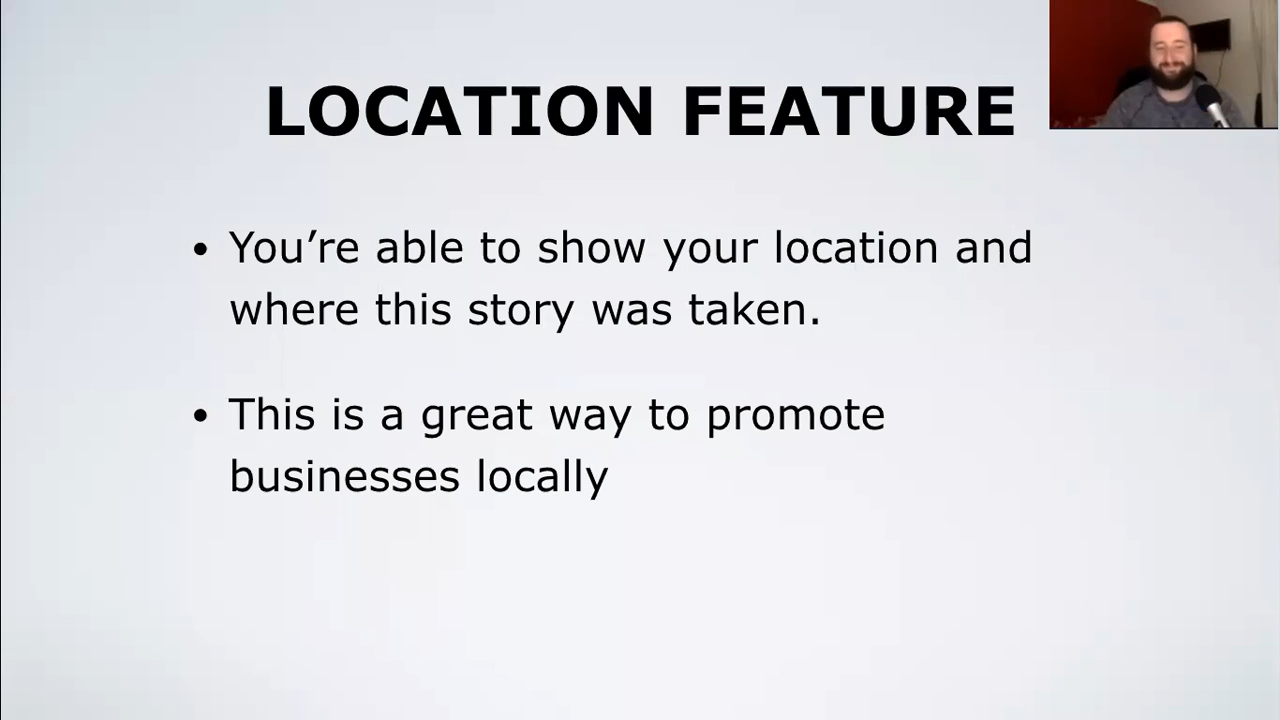 LOCATION FEATURE
• You’re able to show your location and
where this story was taken.
• This is a great way to promote
businesses locally